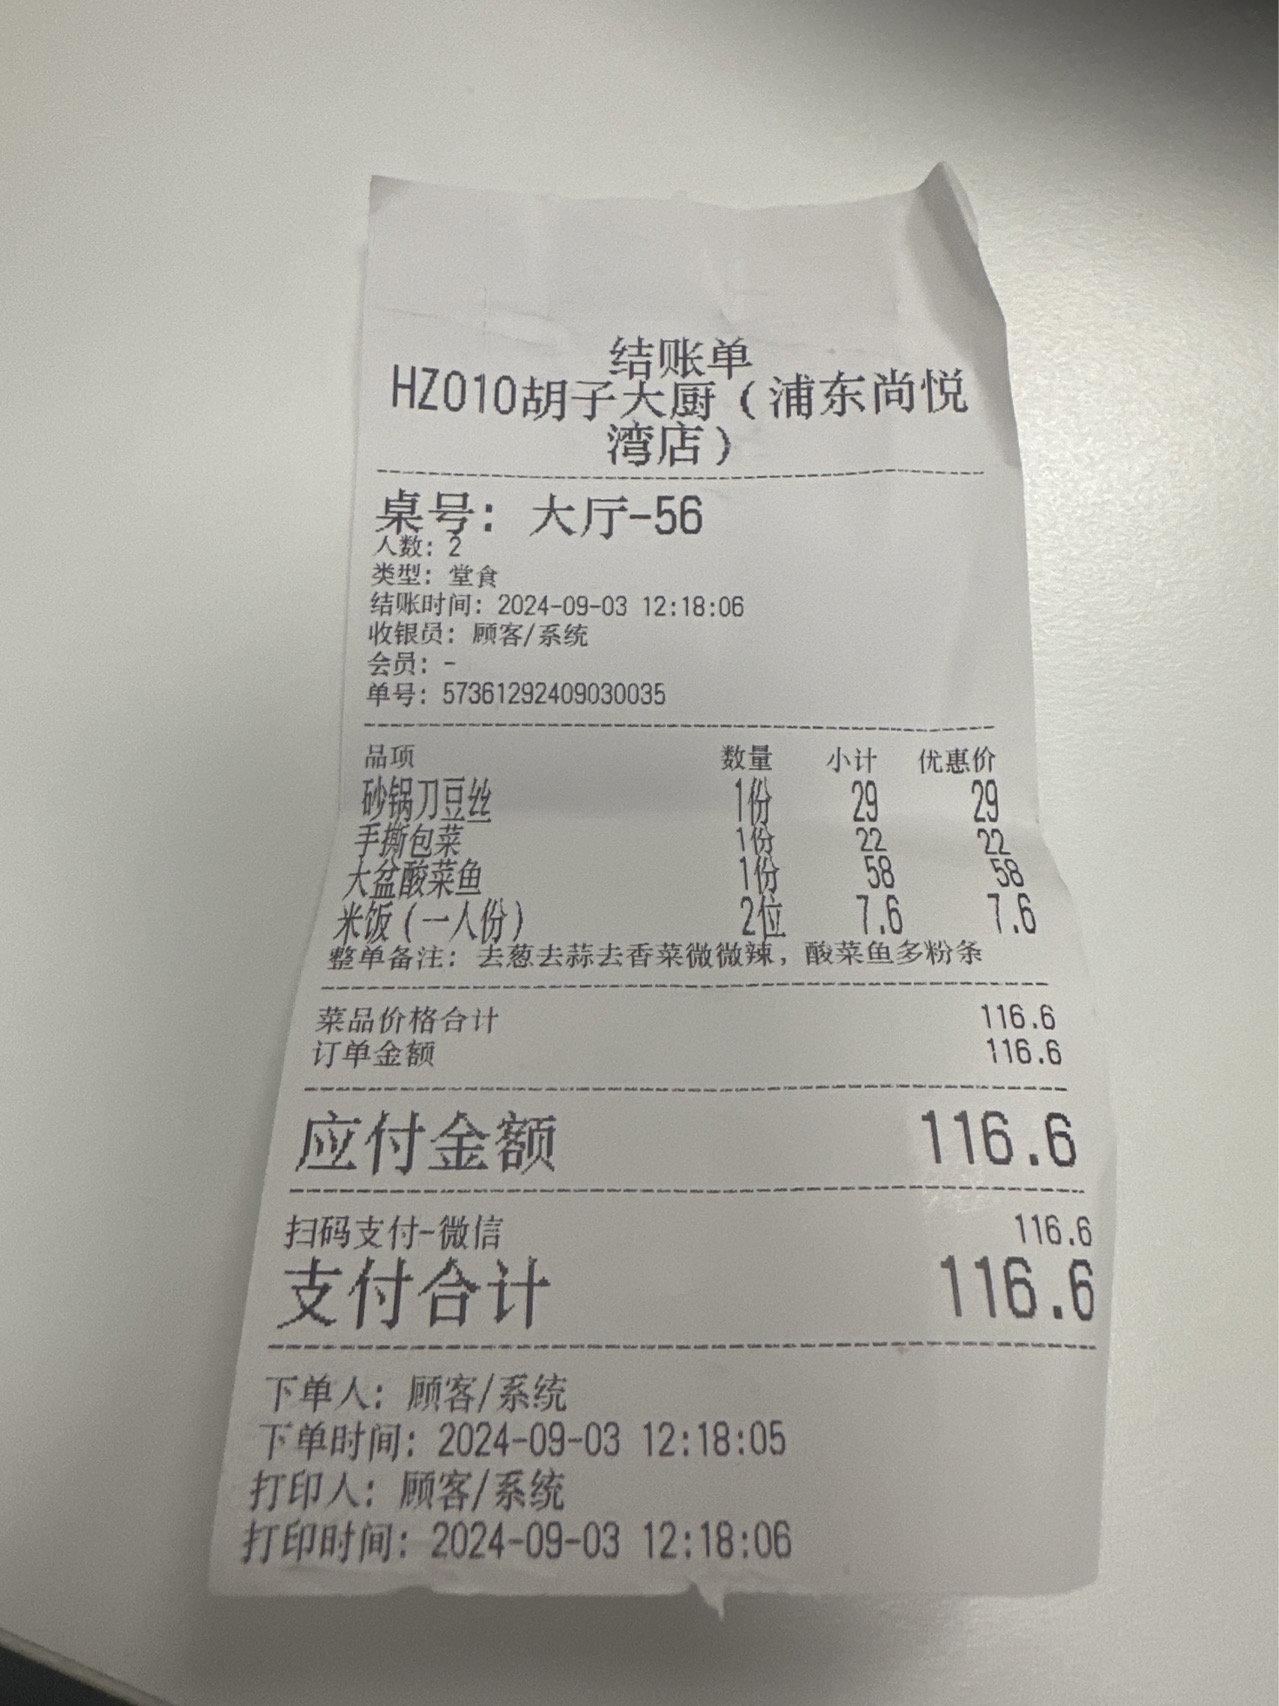 结账单
HZ010胡子大厨（浦东尚悦
湾店）
桌号：大厅-56
人数：2
类型：堂食
结账时间：2024-09-03 12:18:06
收银员：顾客/系统
会员：-
单号：57361292409030035
品项 数量 小计 优惠价
砂锅刀豆丝 1份 29 29
手撕包菜 1份 22 22
大盆酸菜鱼 1份 58 58
米饭（一人份） 2位 7.6 7.6
整单备注：去葱去蒜去香菜微微辣，酸菜鱼多粉条
菜品价格合计 116.6
订单金额 116.6
应付金额 116.6
扫码支付-微信 116.6
支付合计 116.6
下单人：顾客/系统
下单时间：2024-09-03 12:18:05
打印人：顾客/系统
打印时间：2024-09-03 12:18:06